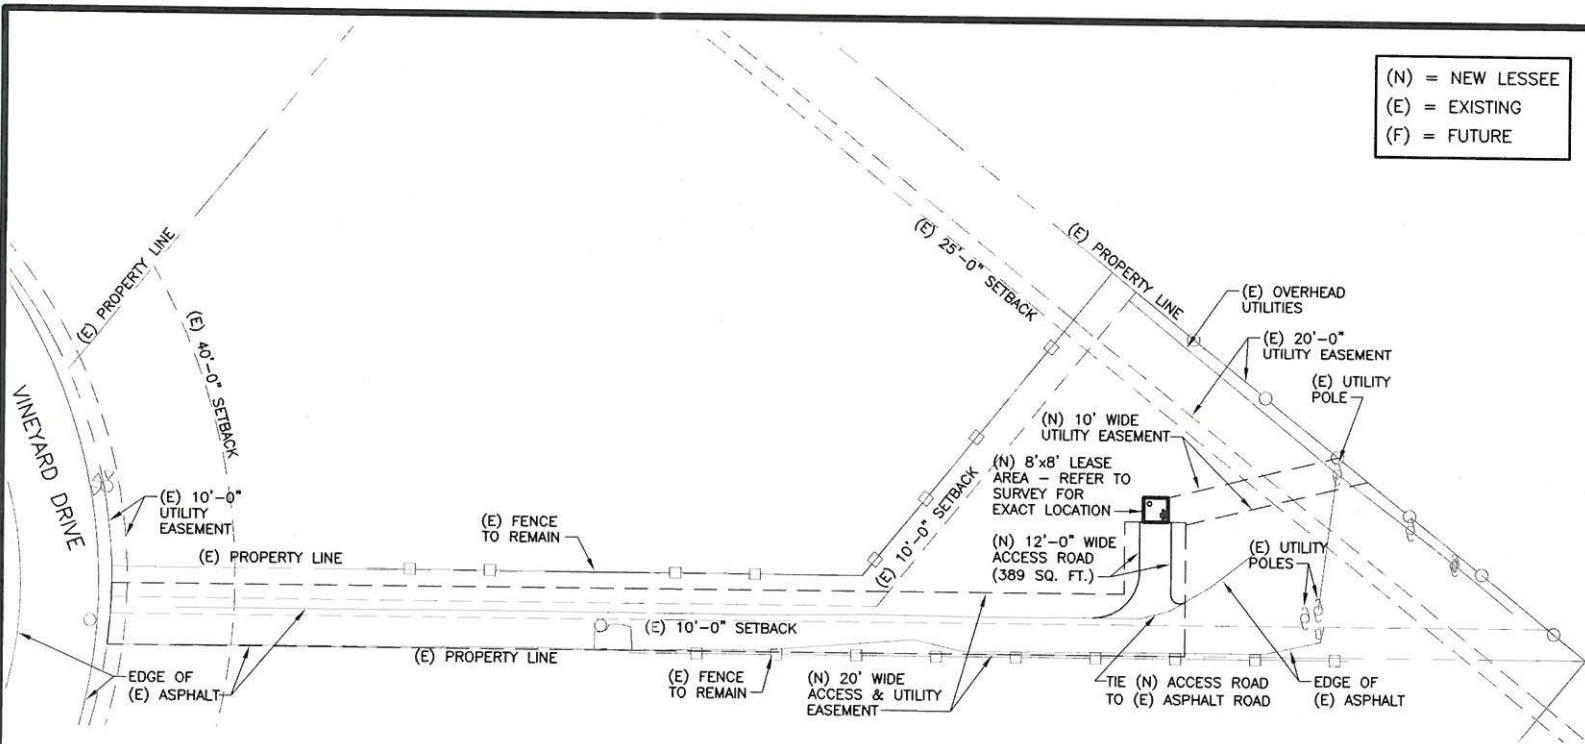 (N) = NEW LESSEE
(E) = EXISTING
(F) = FUTURE
(E) PROPERTY LINE
(E) 40'-0" SETBACK
VINEYARD DRIVE
(E) 10'-0"
UTILITY
EASEMENT
(E) PROPERTY LINE
(E) FENCE
TO REMAIN
(E) 25'-0" SETBACK
(E) PROPERTY LINE
(E) OVERHEAD
UTILITIES
(E) 20'-0"
UTILITY EASEMENT
(E) UTILITY
POLE
(N) 10' WIDE
UTILITY EASEMENT
(N) 8'x8' LEASE
AREA – REFER TO
SURVEY FOR
EXACT LOCATION
(E) 10'-0" SETBACK
(N) 12'-0" WIDE
ACCESS ROAD
(389 SQ. FT.)
(E) UTILITY
POLES
(E) 10'-0" SETBACK
(E) PROPERTY LINE
EDGE OF
(E) ASPHALT
(E) FENCE
TO REMAIN
(N) 20' WIDE
ACCESS & UTILITY
EASEMENT
TIE (N) ACCESS ROAD
TO (E) ASPHALT ROAD
EDGE OF
(E) ASPHALT